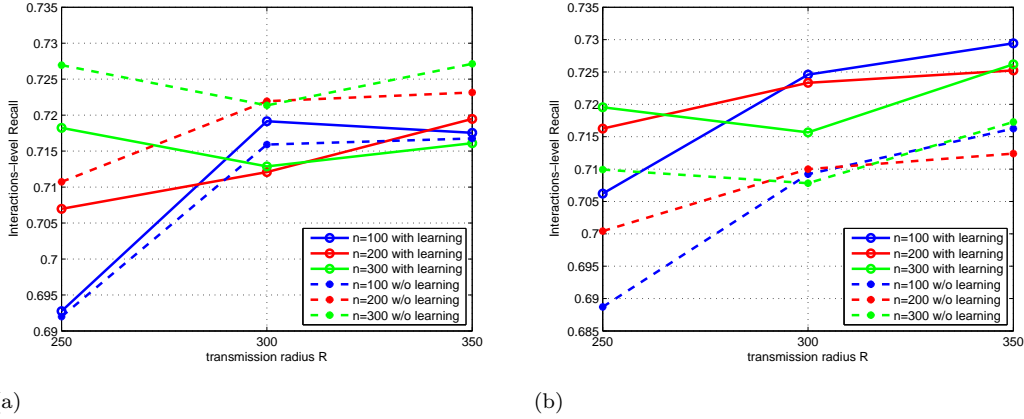 0.735
0.73
0.725
0.72
0.715
0.71
0.705
0.7
0.695
0.69
250
300
350
Interactions–level Recall
transmission radius R
n=100 with learning
n=200 with learning
n=300 with learning
n=100 w/o learning
n=200 w/o learning
n=300 w/o learning
a)
0.735
0.73
0.725
0.72
0.715
0.71
0.705
0.7
0.695
0.69
0.685
250
300
350
Interactions–level Recall
transmission radius R
n=100 with learning
n=200 with learning
n=300 with learning
n=100 w/o learning
n=200 w/o learning
n=300 w/o learning
(b)